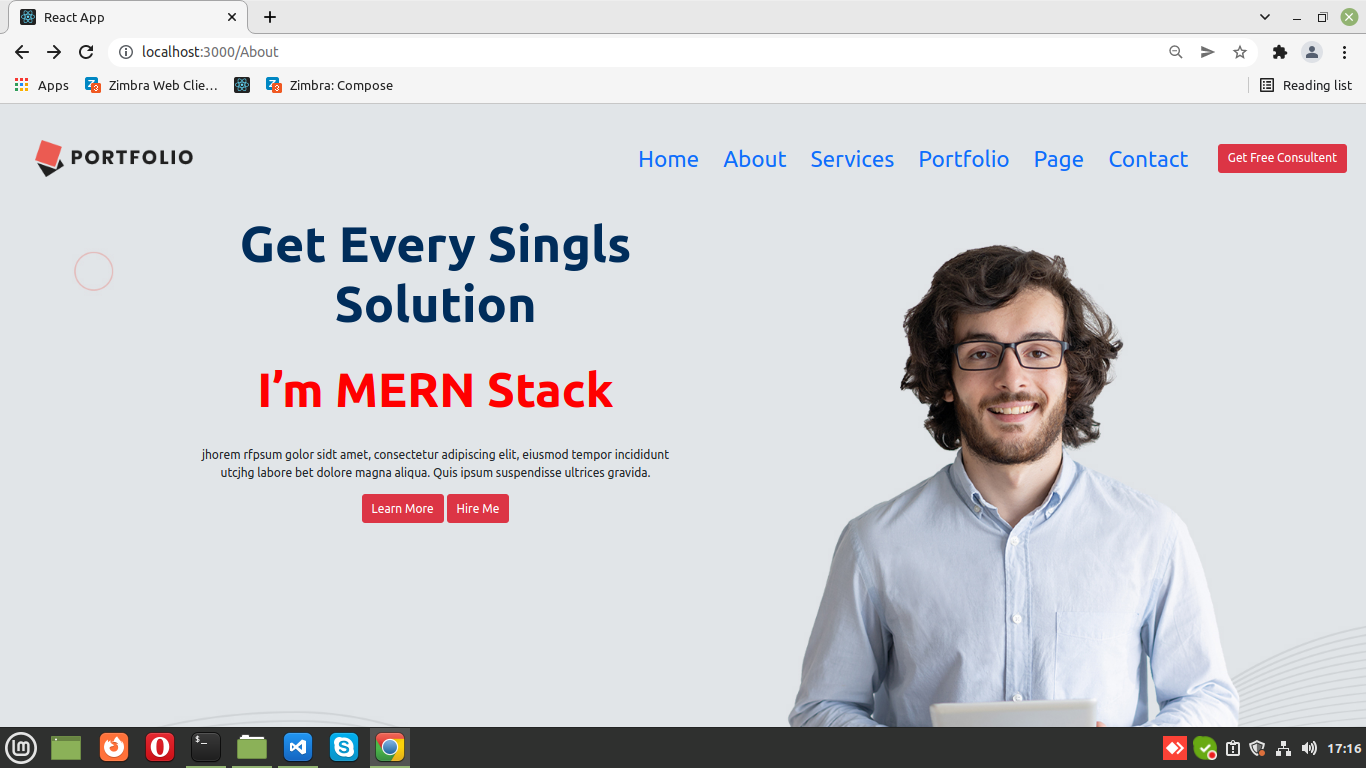 React App
localhost:3000/About
Apps
Zimbra Web Clie...
Zimbra: Compose
Reading list
PORTFOLIO
Home
About
Services
Portfolio
Page
Contact
Get Free Consultent
Get Every Singls
Solution
I'm MERN Stack
jhorem rfpsum golor sidt amet, consectetur adipiscing elit, eiusmod tempor incididunt
utcjhg labore bet dolore magna aliqua. Quis ipsum suspendisse ultrices gravida.
Learn More
Hire Me
17:16